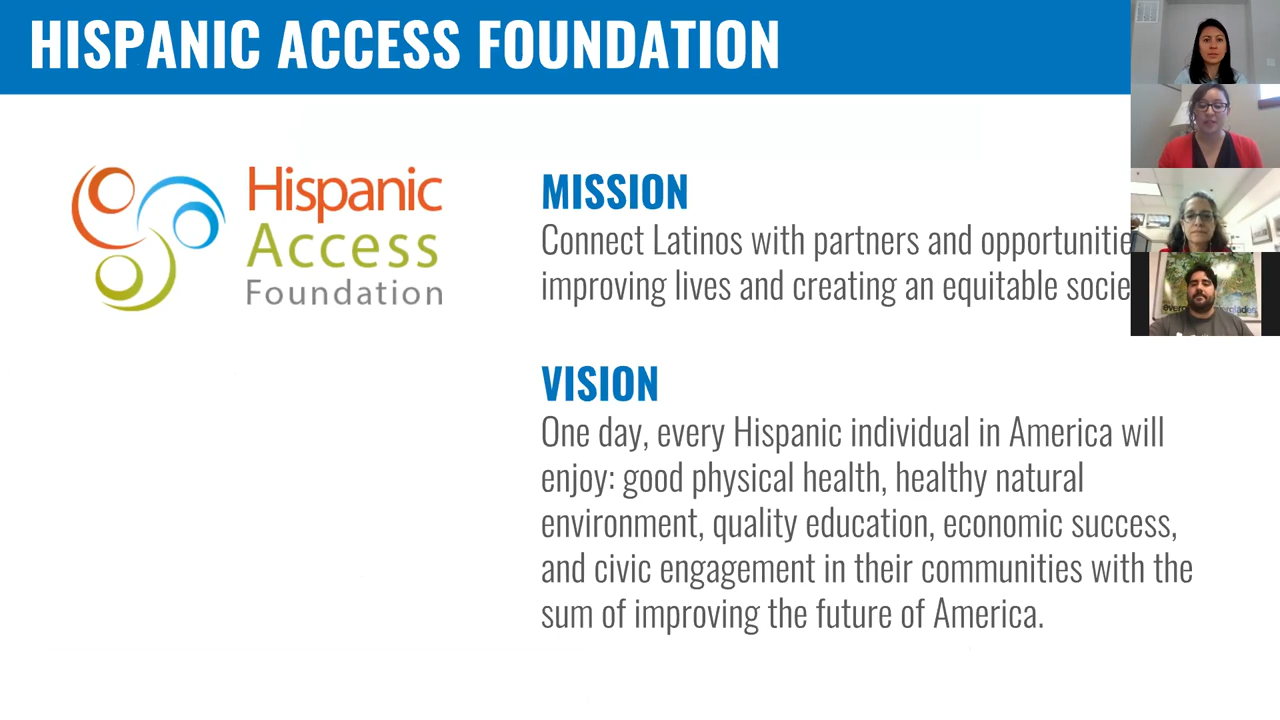 HISPANIC ACCESS FOUNDATION
Hispanic
Access
Foundation
MISSION
Connect Latinos with partners and opportunitie
improving lives and creating an equitable socie
VISION
One day, every Hispanic individual in America will
enjoy: good physical health, healthy natural
environment, quality education, economic success,
and civic engagement in their communities with the
sum of improving the future of America.